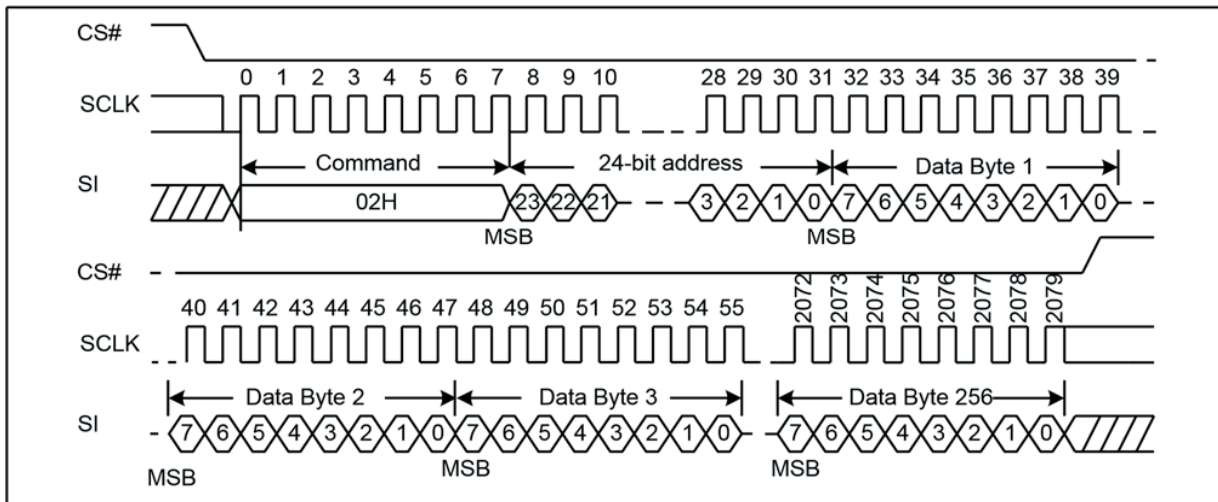 CS#
0 1 2 3 4 5 6 7 8 9 10 28 29 30 31 32 33 34 35 36 37 38 39
SCLK
Command 24-bit address Data Byte 1
SI 02H 23 22 21 3 2 1 0 7 6 5 4 3 2 1 0
MSB MSB
CS#
40 41 42 43 44 45 46 47 48 49 50 51 52 53 54 55 2072 2073 2074 2075 2076 2077 2078 2079
SCLK
Data Byte 2 Data Byte 3 Data Byte 256
SI 7 6 5 4 3 2 1 0 7 6 5 4 3 2 1 0 7 6 5 4 3 2 1 0
MSB MSB MSB